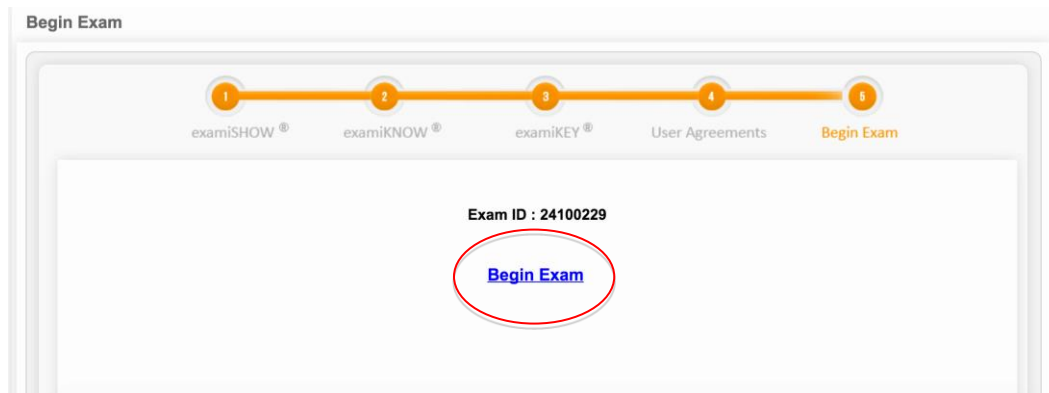 Begin Exam
1 2 3 4 5
examiSHOW ® examiKNOW ® examiKEY ® User Agreements Begin Exam
Exam ID : 24100229
Begin Exam